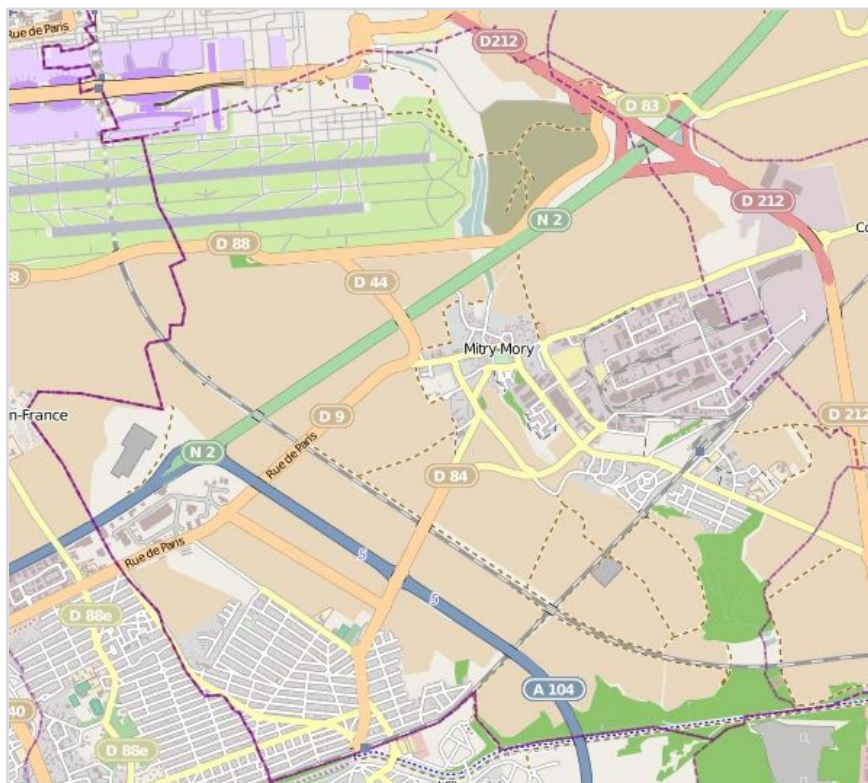 Rue de Paris
D212
D 83
D 212
N 2
Co
D 88
8
D 44
Mitry-Mory
n-France
D 9
D 212
N 2
Rue de Paris
D 84
Rue de Paris
5
5
D 88e
A 104
40
D 88e